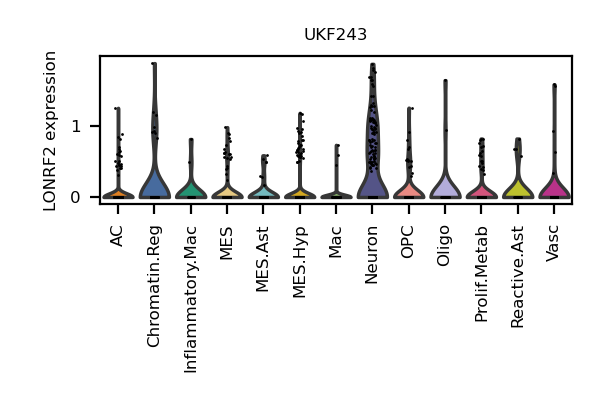 UKF243
LONRF2 expression
1
0
AC
Chromatin.Reg
Inflammatory.Mac
MES
MES.Ast
MES.Hyp
Mac
Neuron
OPC
Oligo
Prolif.Metab
Reactive.Ast
Vasc